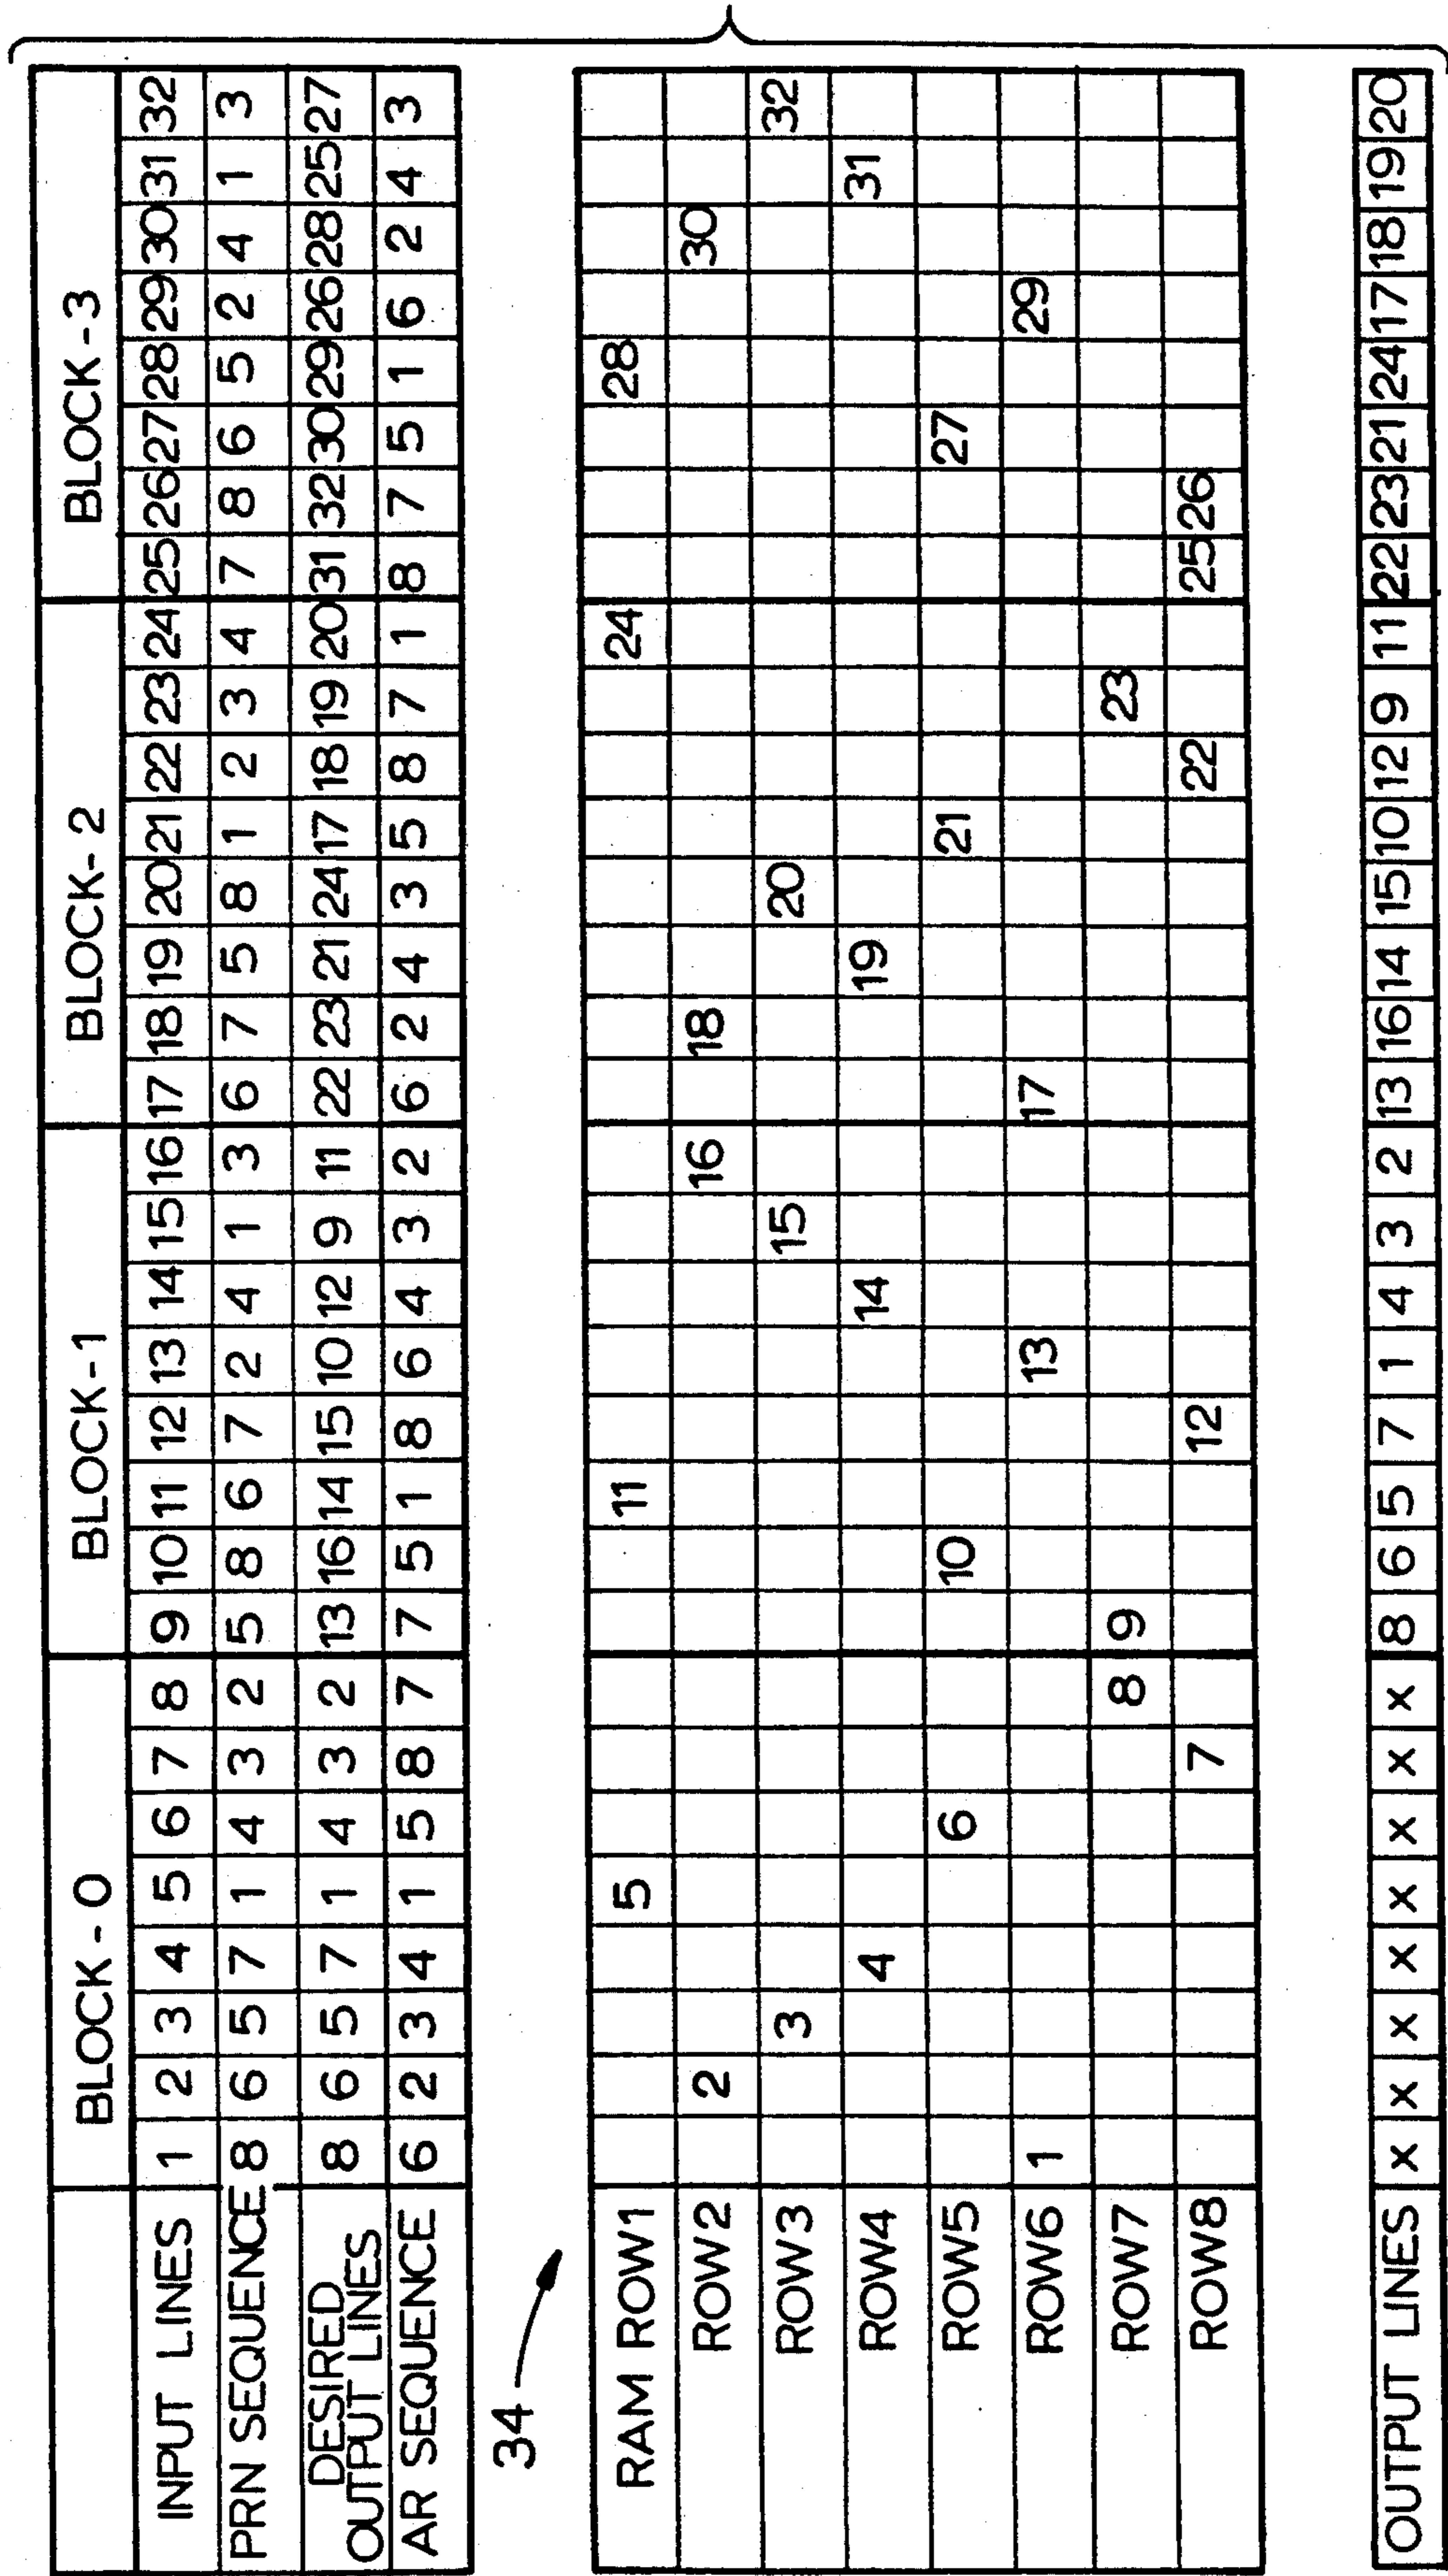 BLOCK - 0 BLOCK - 1 BLOCK - 2 BLOCK - 3
INPUT LINES 1 2 3 4 5 6 7 8 9 10 11 12 13 14 15 16 17 18 19 20 21 22 23 24 25 26 27 28 29 30 31 32
PRN SEQUENCE 8 6 5 7 1 4 3 2 5 8 6 7 2 4 1 3 6 7 5 8 1 2 3 4 7 8 6 5 2 4 1 3
DESIRED
OUTPUT LINES 8 6 5 7 1 4 3 2 13 16 14 15 10 12 9 11 22 23 21 24 17 18 19 20 31 32 30 29 26 28 25 27
AR SEQUENCE 6 2 3 4 1 5 8 7 7 5 1 8 6 4 3 2 6 2 4 3 5 8 7 1 8 7 5 1 6 2 4 3
34
RAM ROW1 5 11 24 28
ROW2 2 16 18 30
ROW3 3 15 20 32
ROW4 4 14 19 31
ROW5 6 10 21 27
ROW6 1 13 17 29
ROW7 8 9 23
ROW8 7 12 22 25 26
OUTPUT LINES x x x x x x x x 8 6 5 7 1 4 3 2 13 16 14 15 10 12 9 11 22 23 21 24 17 18 19 20